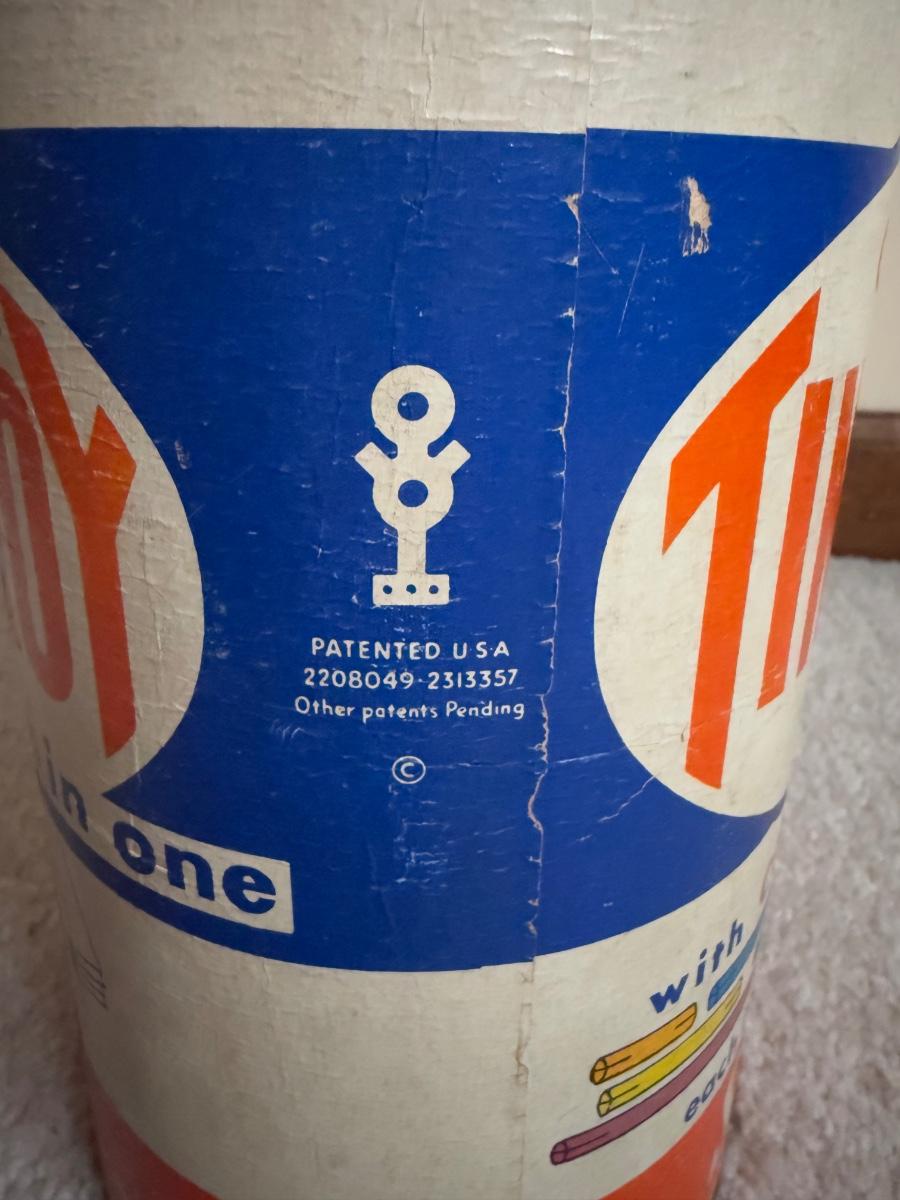 OY
in one
PATENTED U·S·A
2208049-2313357
Other patents Pending
©
TI
with
each